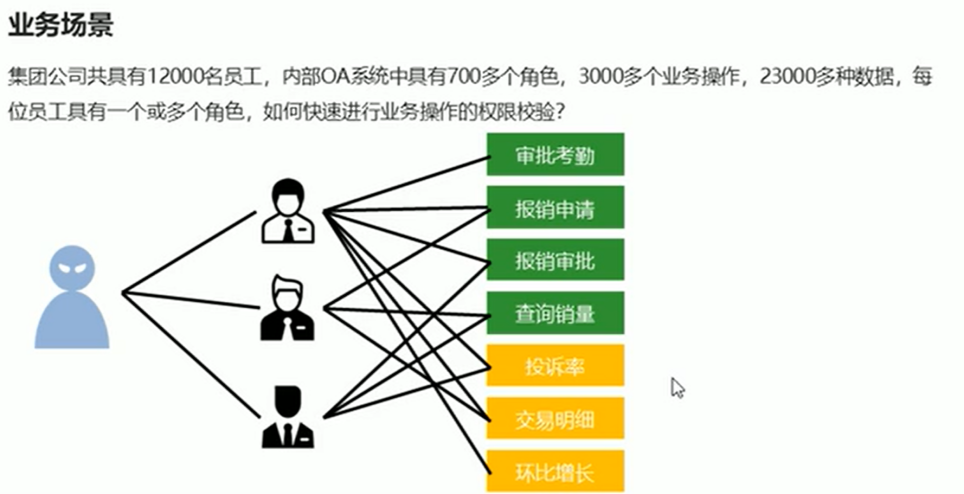 业务场景
集团公司共具有12000名员工，内部OA系统中具有700多个角色，3000多个业务操作，23000多种数据，每
位员工具有一个或多个角色，如何快速进行业务操作的权限校验？
审批考勤
报销申请
报销审批
查询销量
投诉率
交易明细
环比增长